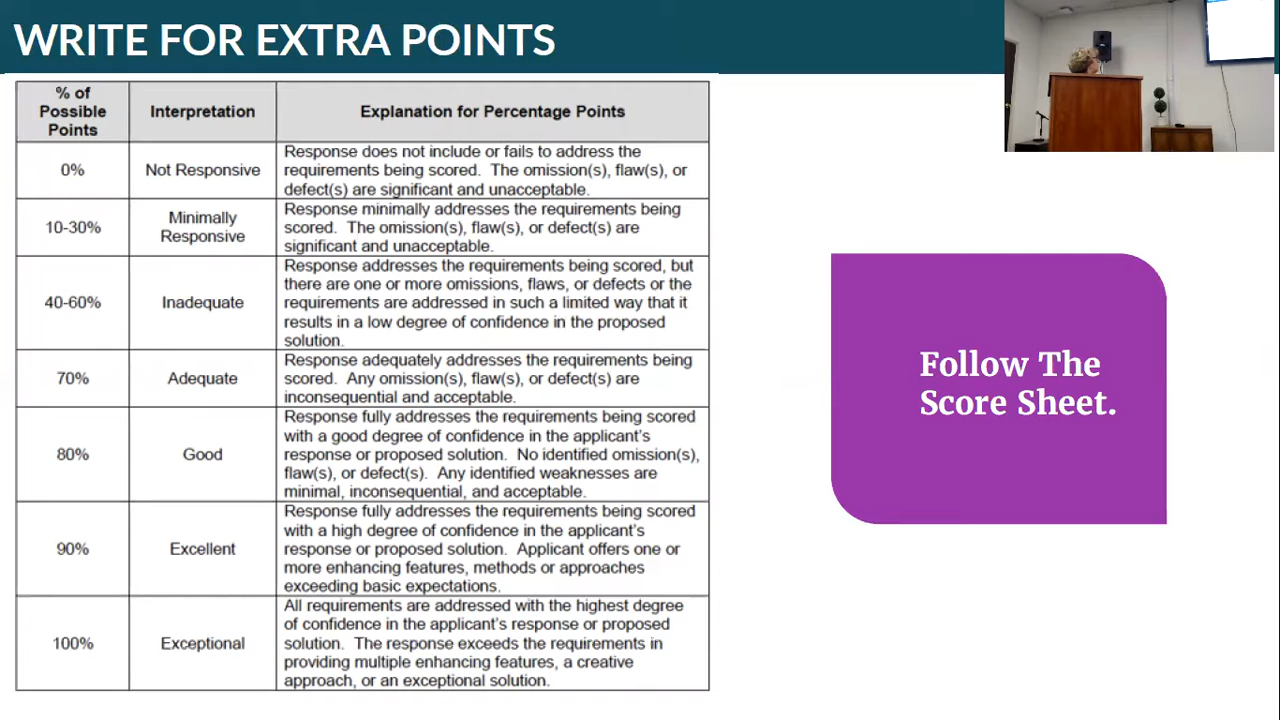 WRITE FOR EXTRA POINTS
% of
Possible
Points
Interpretation
Explanation for Percentage Points
0%
Not Responsive
Response does not include or fails to address the
requirements being scored. The omission(s), flaw(s), or
defect(s) are significant and unacceptable.
10-30%
Minimally
Responsive
Response minimally addresses the requirements being
scored. The omission(s), flaw(s), or defect(s) are
significant and unacceptable.
40-60%
Inadequate
Response addresses the requirements being scored, but
there are one or more omissions, flaws, or defects or the
requirements are addressed in such a limited way that it
results in a low degree of confidence in the proposed
solution.
70%
Adequate
Response adequately addresses the requirements being
scored. Any omission(s), flaw(s), or defect(s) are
inconsequential and acceptable.
80%
Good
Response fully addresses the requirements being scored
with a good degree of confidence in the applicant's
response or proposed solution. No identified omission(s),
flaw(s), or defect(s). Any identified weaknesses are
minimal, inconsequential, and acceptable.
90%
Excellent
Response fully addresses the requirements being scored
with a high degree of confidence in the applicant's
response or proposed solution. Applicant offers one or
more enhancing features, methods or approaches
exceeding basic expectations.
100%
Exceptional
All requirements are addressed with the highest degree
of confidence in the applicant's response or proposed
solution. The response exceeds the requirements in
providing multiple enhancing features, a creative
approach, or an exceptional solution.
Follow The
Score Sheet.